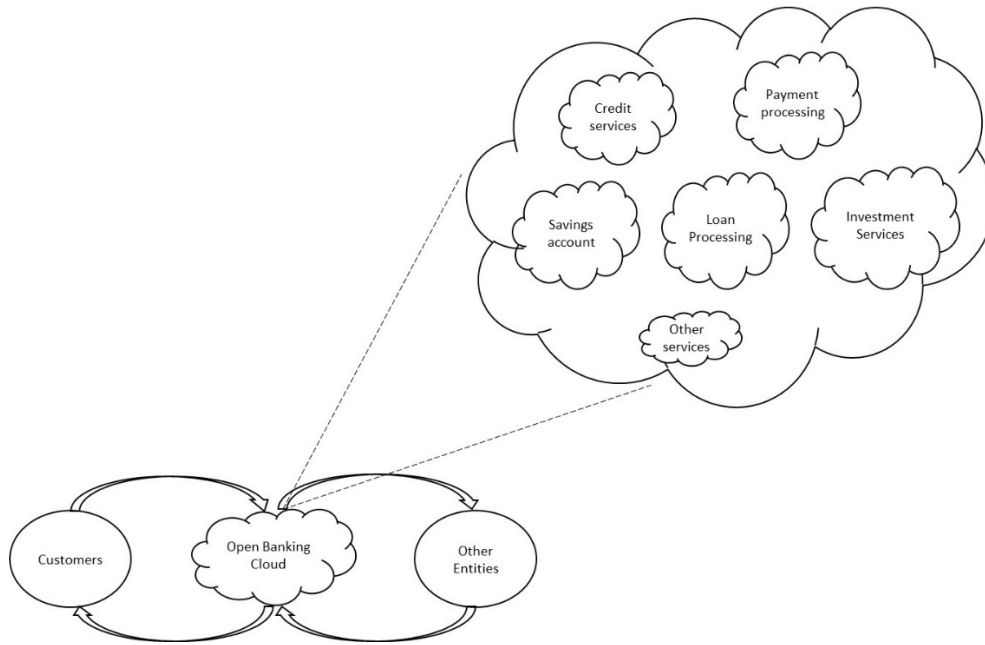 Credit
services
Payment
processing
Savings
account
Loan
Processing
Investment
Services
Other
services
Customers
Open Banking
Cloud
Other
Entities